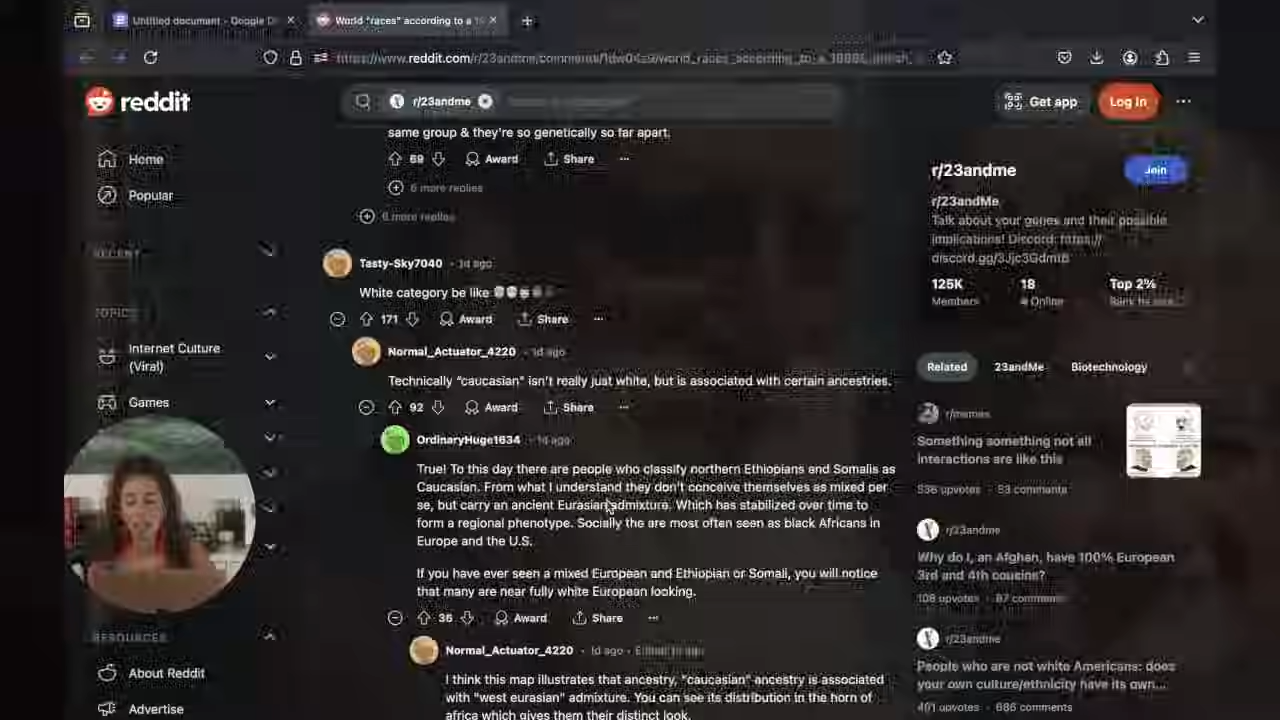 Untitled document - Google D
World "races" according to a
reddit
r/23andme
Get app
Log In
Home
Popular
RECENT
TOPICS
Internet Culture
(Viral)
Games
RESOURCES
About Reddit
Advertise
same group & they're so genetically so far apart.
69
Award
Share
6 more replies
6 more replies
Tasty-Sky7040 · 1d ago
White category be like
171
Award
Share
Normal_Actuator_4220 · 1d ago
Technically "caucasian" isn't really just white, but is associated with certain ancestries.
92
Award
Share
OrdinaryHuge1634 · 1d ago
True! To this day there are people who classify northern Ethiopians and Somalis as
Caucasian. From what I understand they don't conceive themselves as mixed per
se, but carry an ancient Eurasian admixture. Which has stabilized over time to
form a regional phenotype. Socially the are most often seen as black Africans in
Europe and the U.S.
If you have ever seen a mixed European and Ethiopian or Somali, you will notice
that many are near fully white European looking.
36
Award
Share
Normal_Actuator_4220 · 1d ago
I think this map illustrates that ancestry, "caucasian" ancestry is associated
with "west eurasian" admixture. You can see its distribution in the horn of
africa which gives them their distinct look.
r/23andme
Join
r/23andMe
Talk about your genes and their possible
implications! Discord: https://
125K
18
Top 2%
Members
Online
Related
23andMe
Biotechnology
r/memes
Something something not all
interactions are like this
536 upvotes · 53 comments
r/23andme
Why do I, an Afghan, have 100% European
3rd and 4th cousins?
108 upvotes · 87 comments
r/23andme
People who are not white Americans: does
your own culture/ethnicity have its own...
401 upvotes · 686 comments